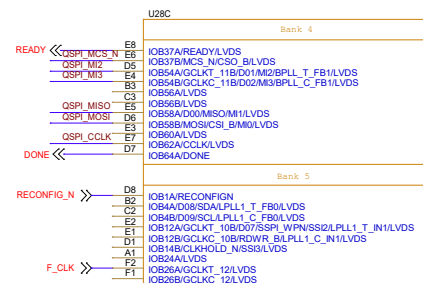 U28C
Bank 4
READY E8 IOB37A/READY/LVDS
QSPI_MCS_N E6 IOB37B/MCS_N/CSO_B/LVDS
QSPI_MI2 D5 IOB54A/GCLKT_11B/D01/MI2/BPLL_T_FB1/LVDS
QSPI_MI3 E4 IOB54B/GCLKC_11B/D02/MI3/BPLL_C_FB1/LVDS
B3 IOB56A/LVDS
C3 IOB56B/LVDS
QSPI_MISO E5 IOB58A/D00/MISO/MI1/LVDS
QSPI_MOSI D6 IOB58B/MOSI/CSI_B/MI0/LVDS
E3 IOB60A/LVDS
QSPI_CCLK E7 IOB62A/CCLK/LVDS
DONE D7 IOB64A/DONE
Bank 5
RECONFIG_N D8 IOB1A/RECONFIGN
B2 IOB4A/D08/SDA/LPLL1_T_FB0/LVDS
C2 IOB4B/D09/SCL/LPLL1_C_FB0/LVDS
E2 IOB12A/GCLKT_10B/D07/SSPI_WPN/SSI2/LPLL1_T_IN1/LVDS
E1 IOB12B/GCLKC_10B/RDWR_B/LPLL1_C_IN1/LVDS
D1 IOB14B/CLKHOLD_N/SSI3/LVDS
A1 IOB24A/LVDS
F_CLK F2 IOB26A/GCLKT_12/LVDS
F1 IOB26B/GCLKC_12/LVDS